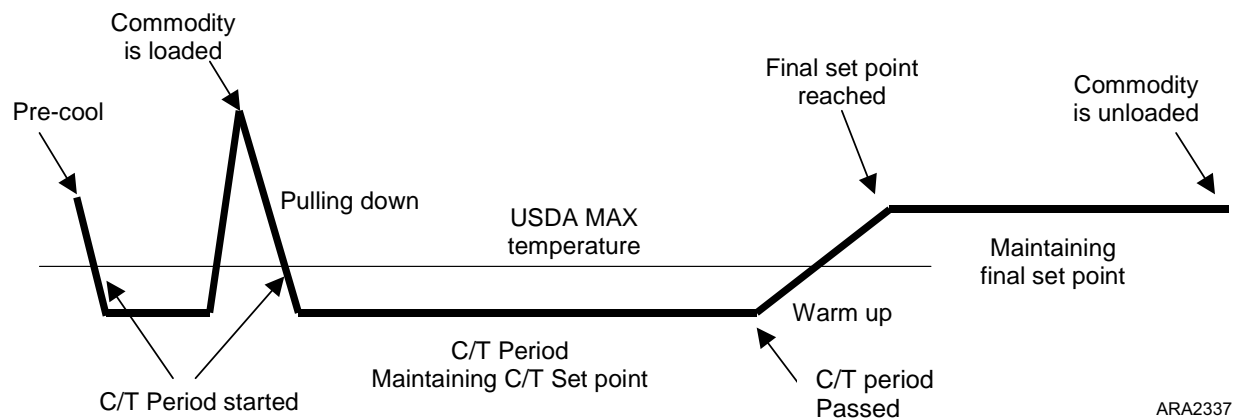 Commodity
is loaded
Final set point
reached
Commodity
is unloaded
Pre-cool
Pulling down
USDA MAX
temperature
Maintaining
final set point
Warm up
C/T Period
Maintaining C/T Set point
C/T Period started
C/T period
Passed
ARA2337